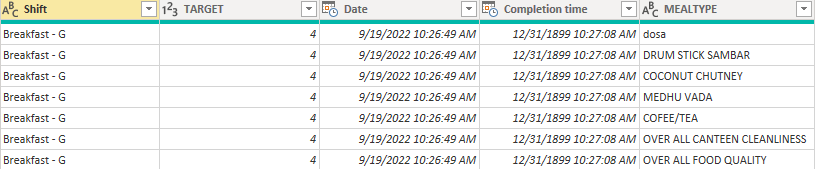 ABC Shift 123 TARGET Date Completion time ABC MEALTYPE
Breakfast - G 4 9/19/2022 10:26:49 AM 12/31/1899 10:27:08 AM dosa
Breakfast - G 4 9/19/2022 10:26:49 AM 12/31/1899 10:27:08 AM DRUM STICK SAMBAR
Breakfast - G 4 9/19/2022 10:26:49 AM 12/31/1899 10:27:08 AM COCONUT CHUTNEY
Breakfast - G 4 9/19/2022 10:26:49 AM 12/31/1899 10:27:08 AM MEDHU VADA
Breakfast - G 4 9/19/2022 10:26:49 AM 12/31/1899 10:27:08 AM COFEE/TEA
Breakfast - G 4 9/19/2022 10:26:49 AM 12/31/1899 10:27:08 AM OVER ALL CANTEEN CLEANLINESS
Breakfast - G 4 9/19/2022 10:26:49 AM 12/31/1899 10:27:08 AM OVER ALL FOOD QUALITY